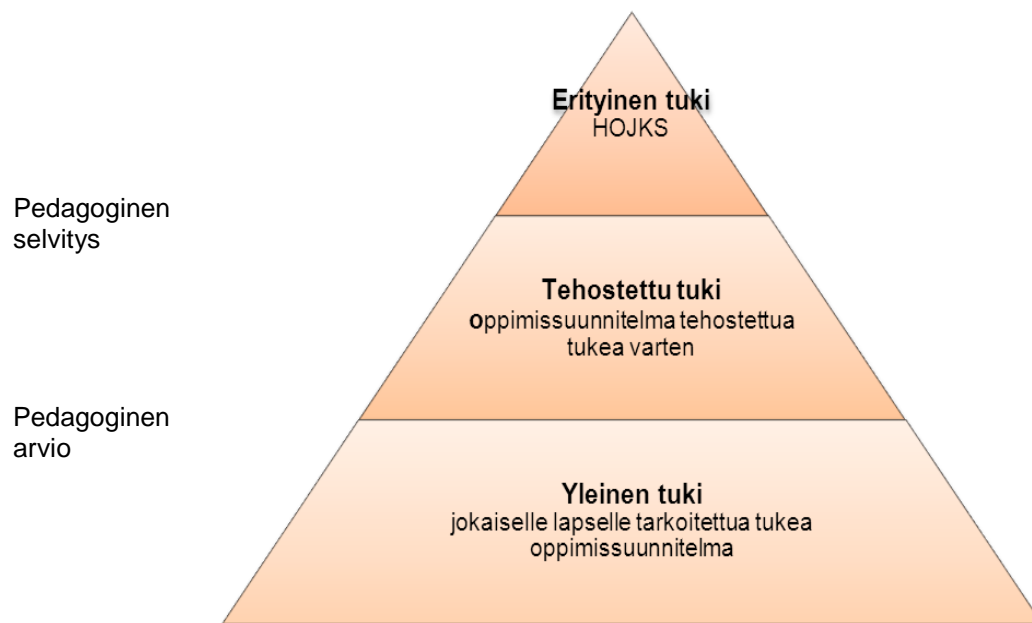 Erityinen tuki
HOJKS
Pedagoginen
selvitys
Tehostettu tuki
oppimissuunnitelma tehostettua
tukea varten
Pedagoginen
arvio
Yleinen tuki
jokaiselle lapselle tarkoitettua tukea
oppimissuunnitelma